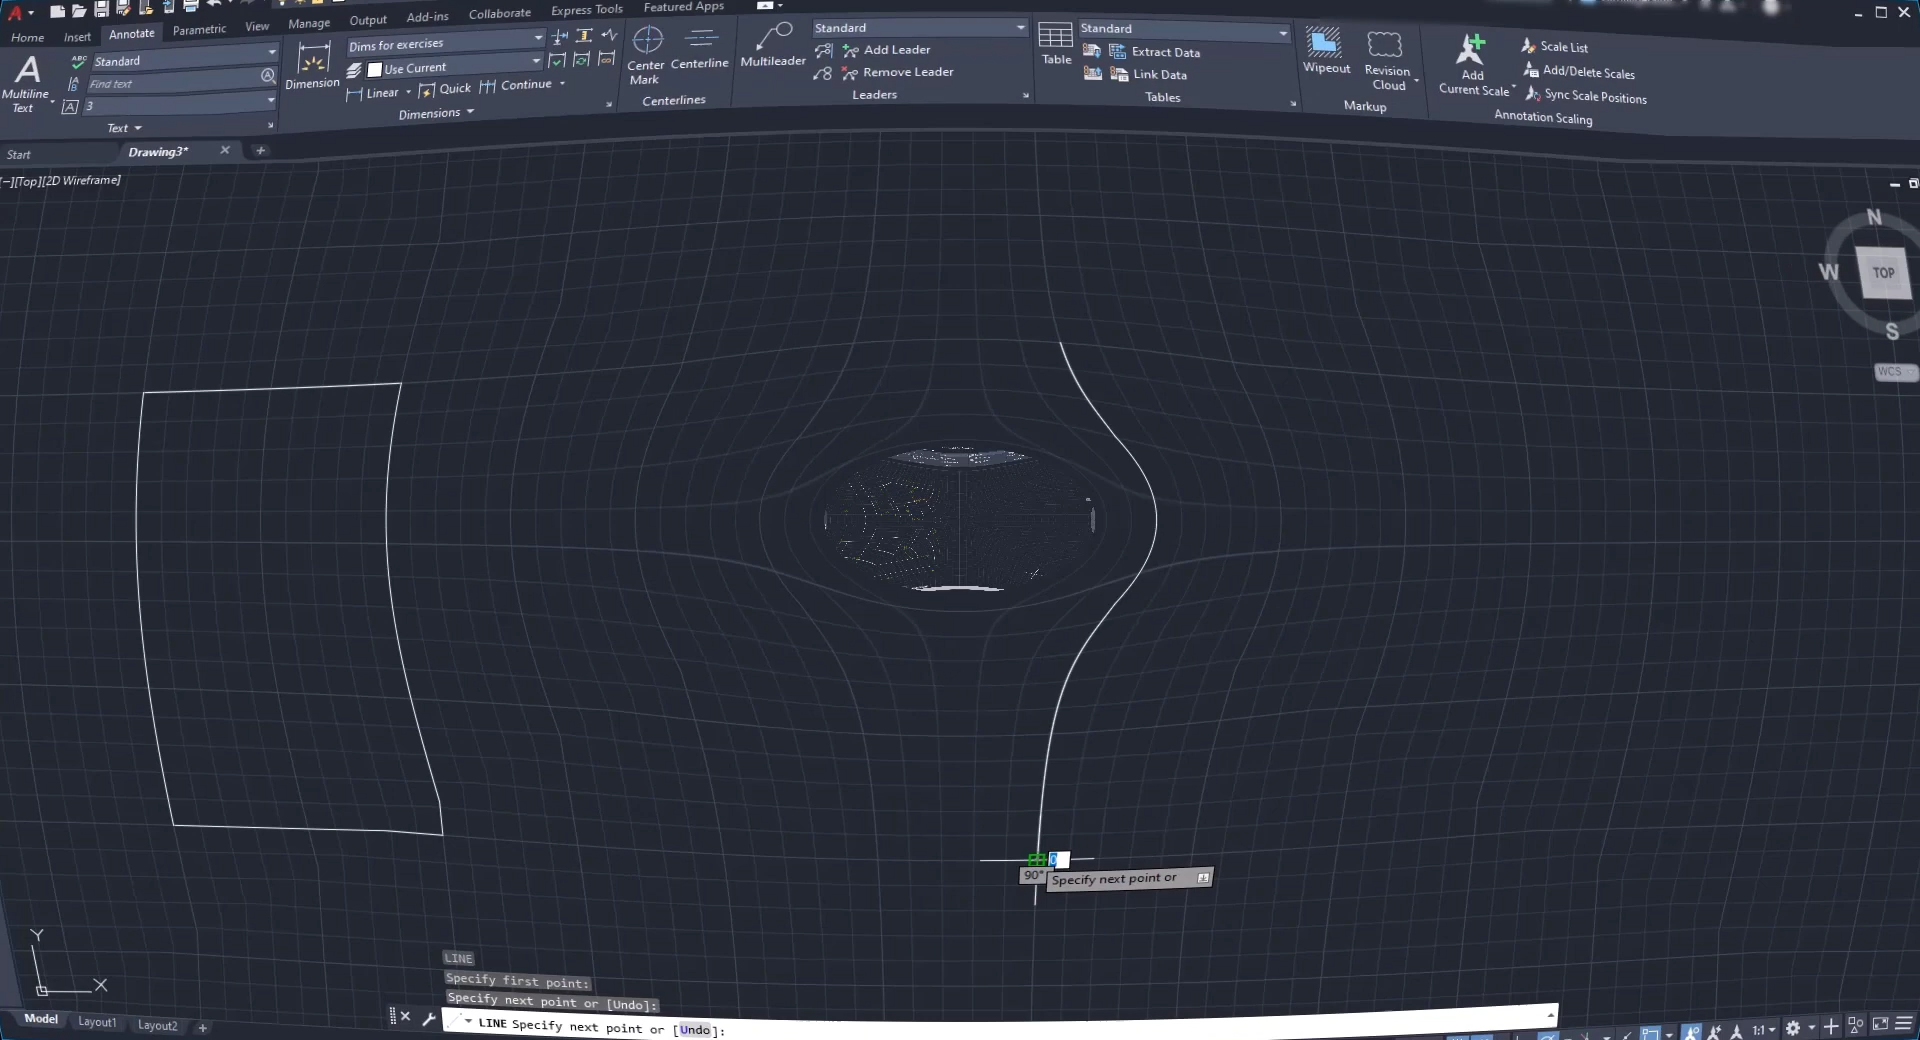 Home Insert Annotate Parametric View Manage Output Add-ins Collaborate Express Tools Featured Apps
Multiline Text
Standard
Find text
3
Text
Dimension
Dims for exercises
Use Current
Linear Quick Continue
Dimensions
Center Mark
Centerline
Centerlines
Multileader
Standard
Add Leader
Remove Leader
Leaders
Table
Standard
Extract Data
Link Data
Tables
Wipeout
Revision Cloud
Markup
Add Current Scale
Scale List
Add/Delete Scales
Sync Scale Positions
Annotation Scaling
Start Drawing3*
[−][Top][2D Wireframe]
N
W TOP
S
WCS
0
90° Specify next point or
Y
X
LINE
Specify first point:
Specify next point or [Undo]:
LINE Specify next point or [Undo]:
Model Layout1 Layout2
1:1